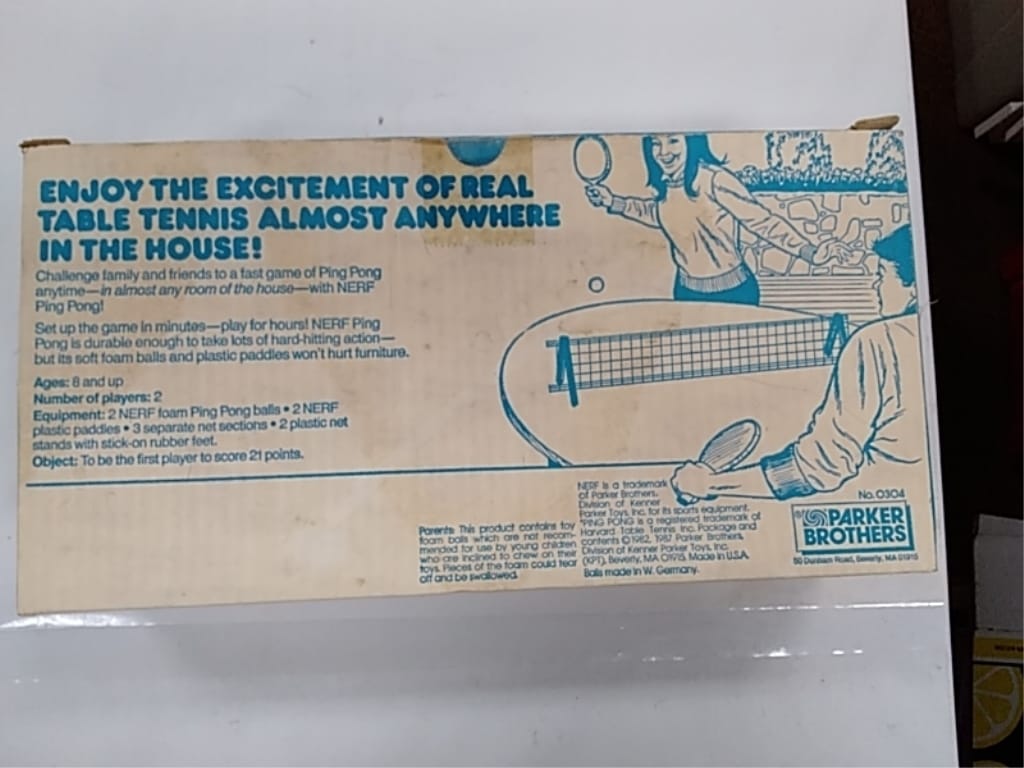 ENJOY THE EXCITEMENT OF REAL
TABLE TENNIS ALMOST ANYWHERE
IN THE HOUSE!
Challenge family and friends to a fast game of Ping Pong
anytime—in almost any room of the house—with NERF
Ping Pong!
Set up the game in minutes—play for hours! NERF Ping
Pong is durable enough to take lots of hard-hitting action—
but its soft foam balls and plastic paddles won't hurt furniture.
Ages: 8 and up
Number of players: 2
Equipment: 2 NERF foam Ping Pong balls • 2 NERF
plastic paddles • 3 separate net sections • 2 plastic net
stands with stick-on rubber feet.
Object: To be the first player to score 21 points.
Parents: This product contains toy
foam balls which are not recom-
mended for use by young children
who are inclined to chew on their
toys. Pieces of the foam could tear
off and be swallowed.
NERF is a trademark
of Parker Brothers,
Division of Kenner
Parker Toys, Inc. for its sports equipment.
"PING PONG is a registered trademark of
Harvard Table Tennis Inc. Package and
contents © 1982, 1987 Parker Brothers,
Division of Kenner Parker Toys, Inc.
(KPT), Beverly, MA 01915. Made in U.S.A.
Balls made in W. Germany.
No. 0304
PARKER
BROTHERS
50 Dunham Road, Beverly, MA 01915